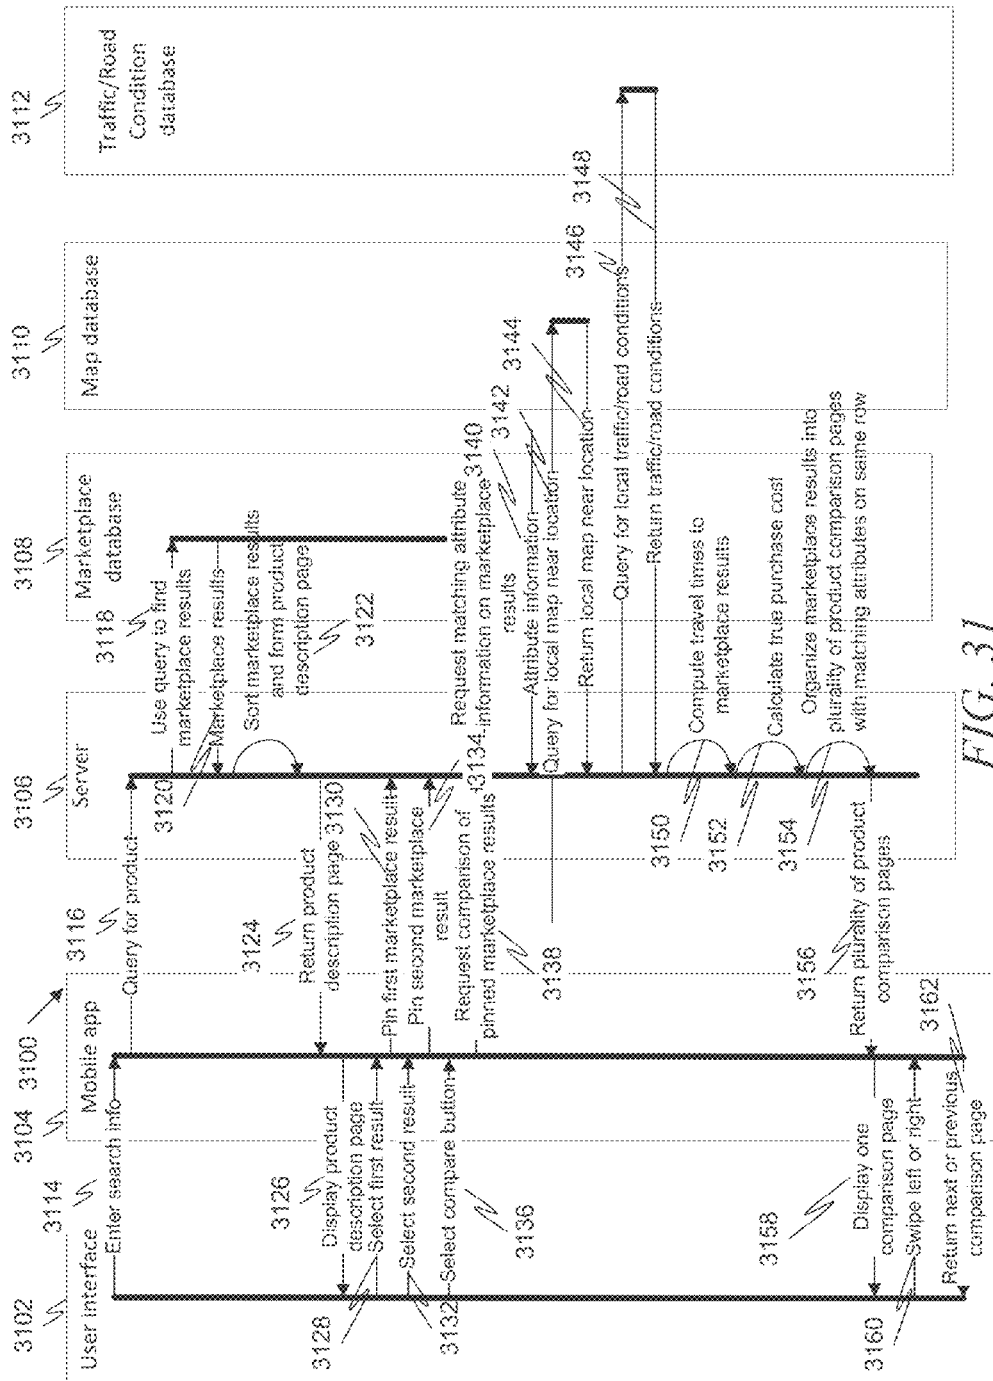 3100
3102
User interface
3104
Mobile app
3106
Server
3108
Marketplace
database
3110
Map database
3112
Traffic/Road
Condition
database
3114
Enter search info
3116
Query for product
3118
Use query to find
marketplace results
3120
Marketplace results
Sort marketplace results
and form product
description page
3122
3124
Return product
description page
3126
Display product
description page
3128
Select first result
3130
Pin first marketplace result
3132
Select second result
3134
Pin second marketplace
result
3136
Select compare button
3138
Request comparison of
pinned marketplace results
Request matching attribute
information on marketplace
results
3140
Attribute information
3142
Query for local map near location
3144
Return local map near location
3146
Query for local traffic/road conditions
3148
Return traffic/road conditions
3150
Compute travel times to
marketplace results
3152
Calculate true purchase cost
3154
Organize marketplace results into
plurality of product comparison pages
with matching attributes on same row
3156
Return plurality of product
comparison pages
3158
Display one
comparison page
3160
Swipe left or right
3162
Return next or previous
comparison page
FIG. 31